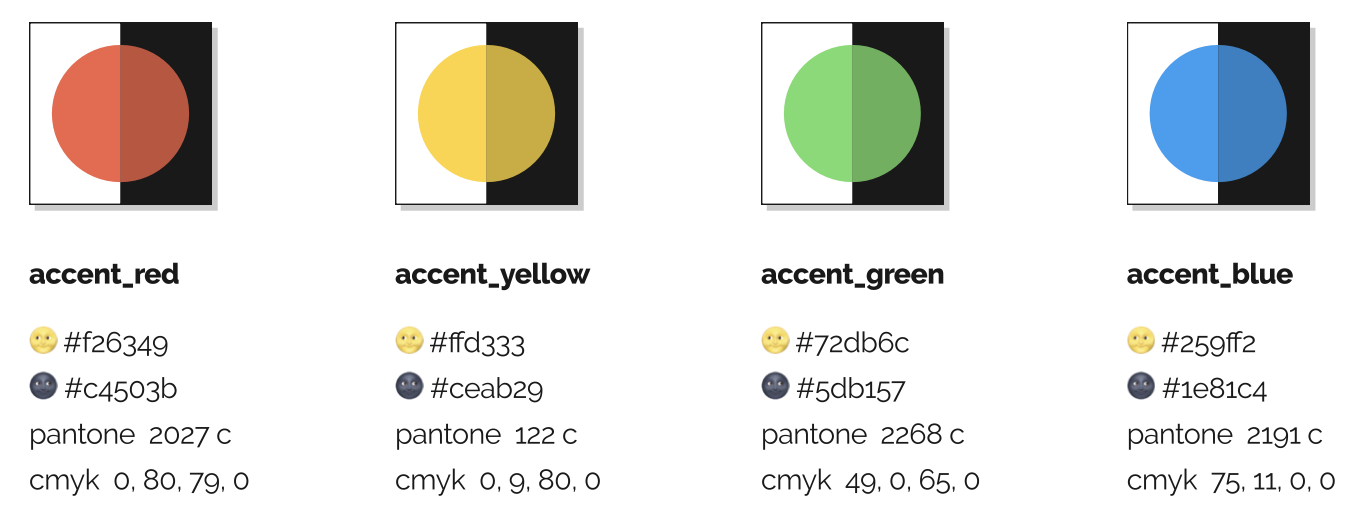 accent_red
🌝 #f26349
🌚 #c4503b
pantone 2027 c
cmyk 0, 80, 79, 0
accent_yellow
🌝 #ffd333
🌚 #ceab29
pantone 122 c
cmyk 0, 9, 80, 0
accent_green
🌝 #72db6c
🌚 #5db157
pantone 2268 c
cmyk 49, 0, 65, 0
accent_blue
🌝 #259ff2
🌚 #1e81c4
pantone 2191 c
cmyk 75, 11, 0, 0